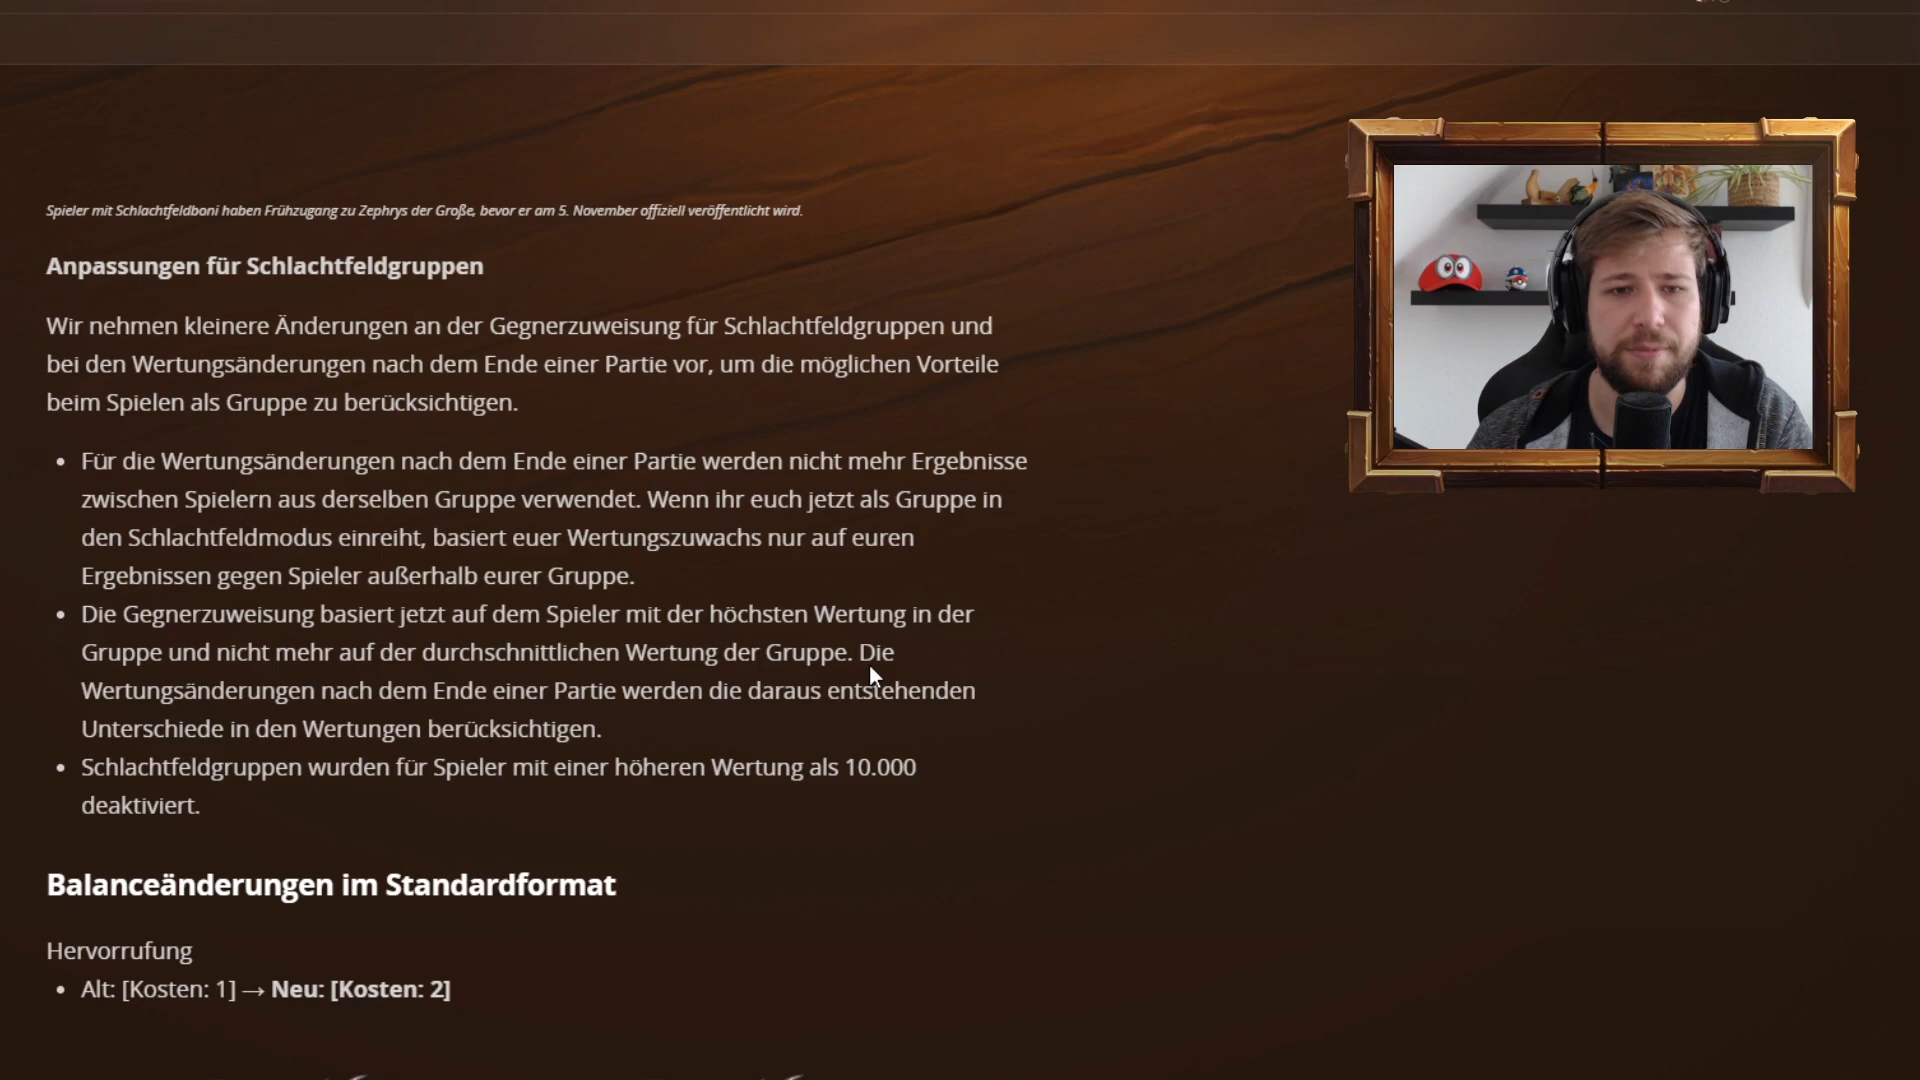 Spieler mit Schlachtfeldboni haben Frühzugang zu Zephrys der Große, bevor er am 5. November offiziell veröffentlicht wird.
Anpassungen für Schlachtfeldgruppen
Wir nehmen kleinere Änderungen an der Gegnerzuweisung für Schlachtfeldgruppen und
bei den Wertungsänderungen nach dem Ende einer Partie vor, um die möglichen Vorteile
beim Spielen als Gruppe zu berücksichtigen.
• Für die Wertungsänderungen nach dem Ende einer Partie werden nicht mehr Ergebnisse
zwischen Spielern aus derselben Gruppe verwendet. Wenn ihr euch jetzt als Gruppe in
den Schlachtfeldmodus einreiht, basiert euer Wertungszuwachs nur auf euren
Ergebnissen gegen Spieler außerhalb eurer Gruppe.
• Die Gegnerzuweisung basiert jetzt auf dem Spieler mit der höchsten Wertung in der
Gruppe und nicht mehr auf der durchschnittlichen Wertung der Gruppe. Die
Wertungsänderungen nach dem Ende einer Partie werden die daraus entstehenden
Unterschiede in den Wertungen berücksichtigen.
• Schlachtfeldgruppen wurden für Spieler mit einer höheren Wertung als 10.000
deaktiviert.
Balanceänderungen im Standardformat
Hervorrufung
• Alt: [Kosten: 1] → Neu: [Kosten: 2]